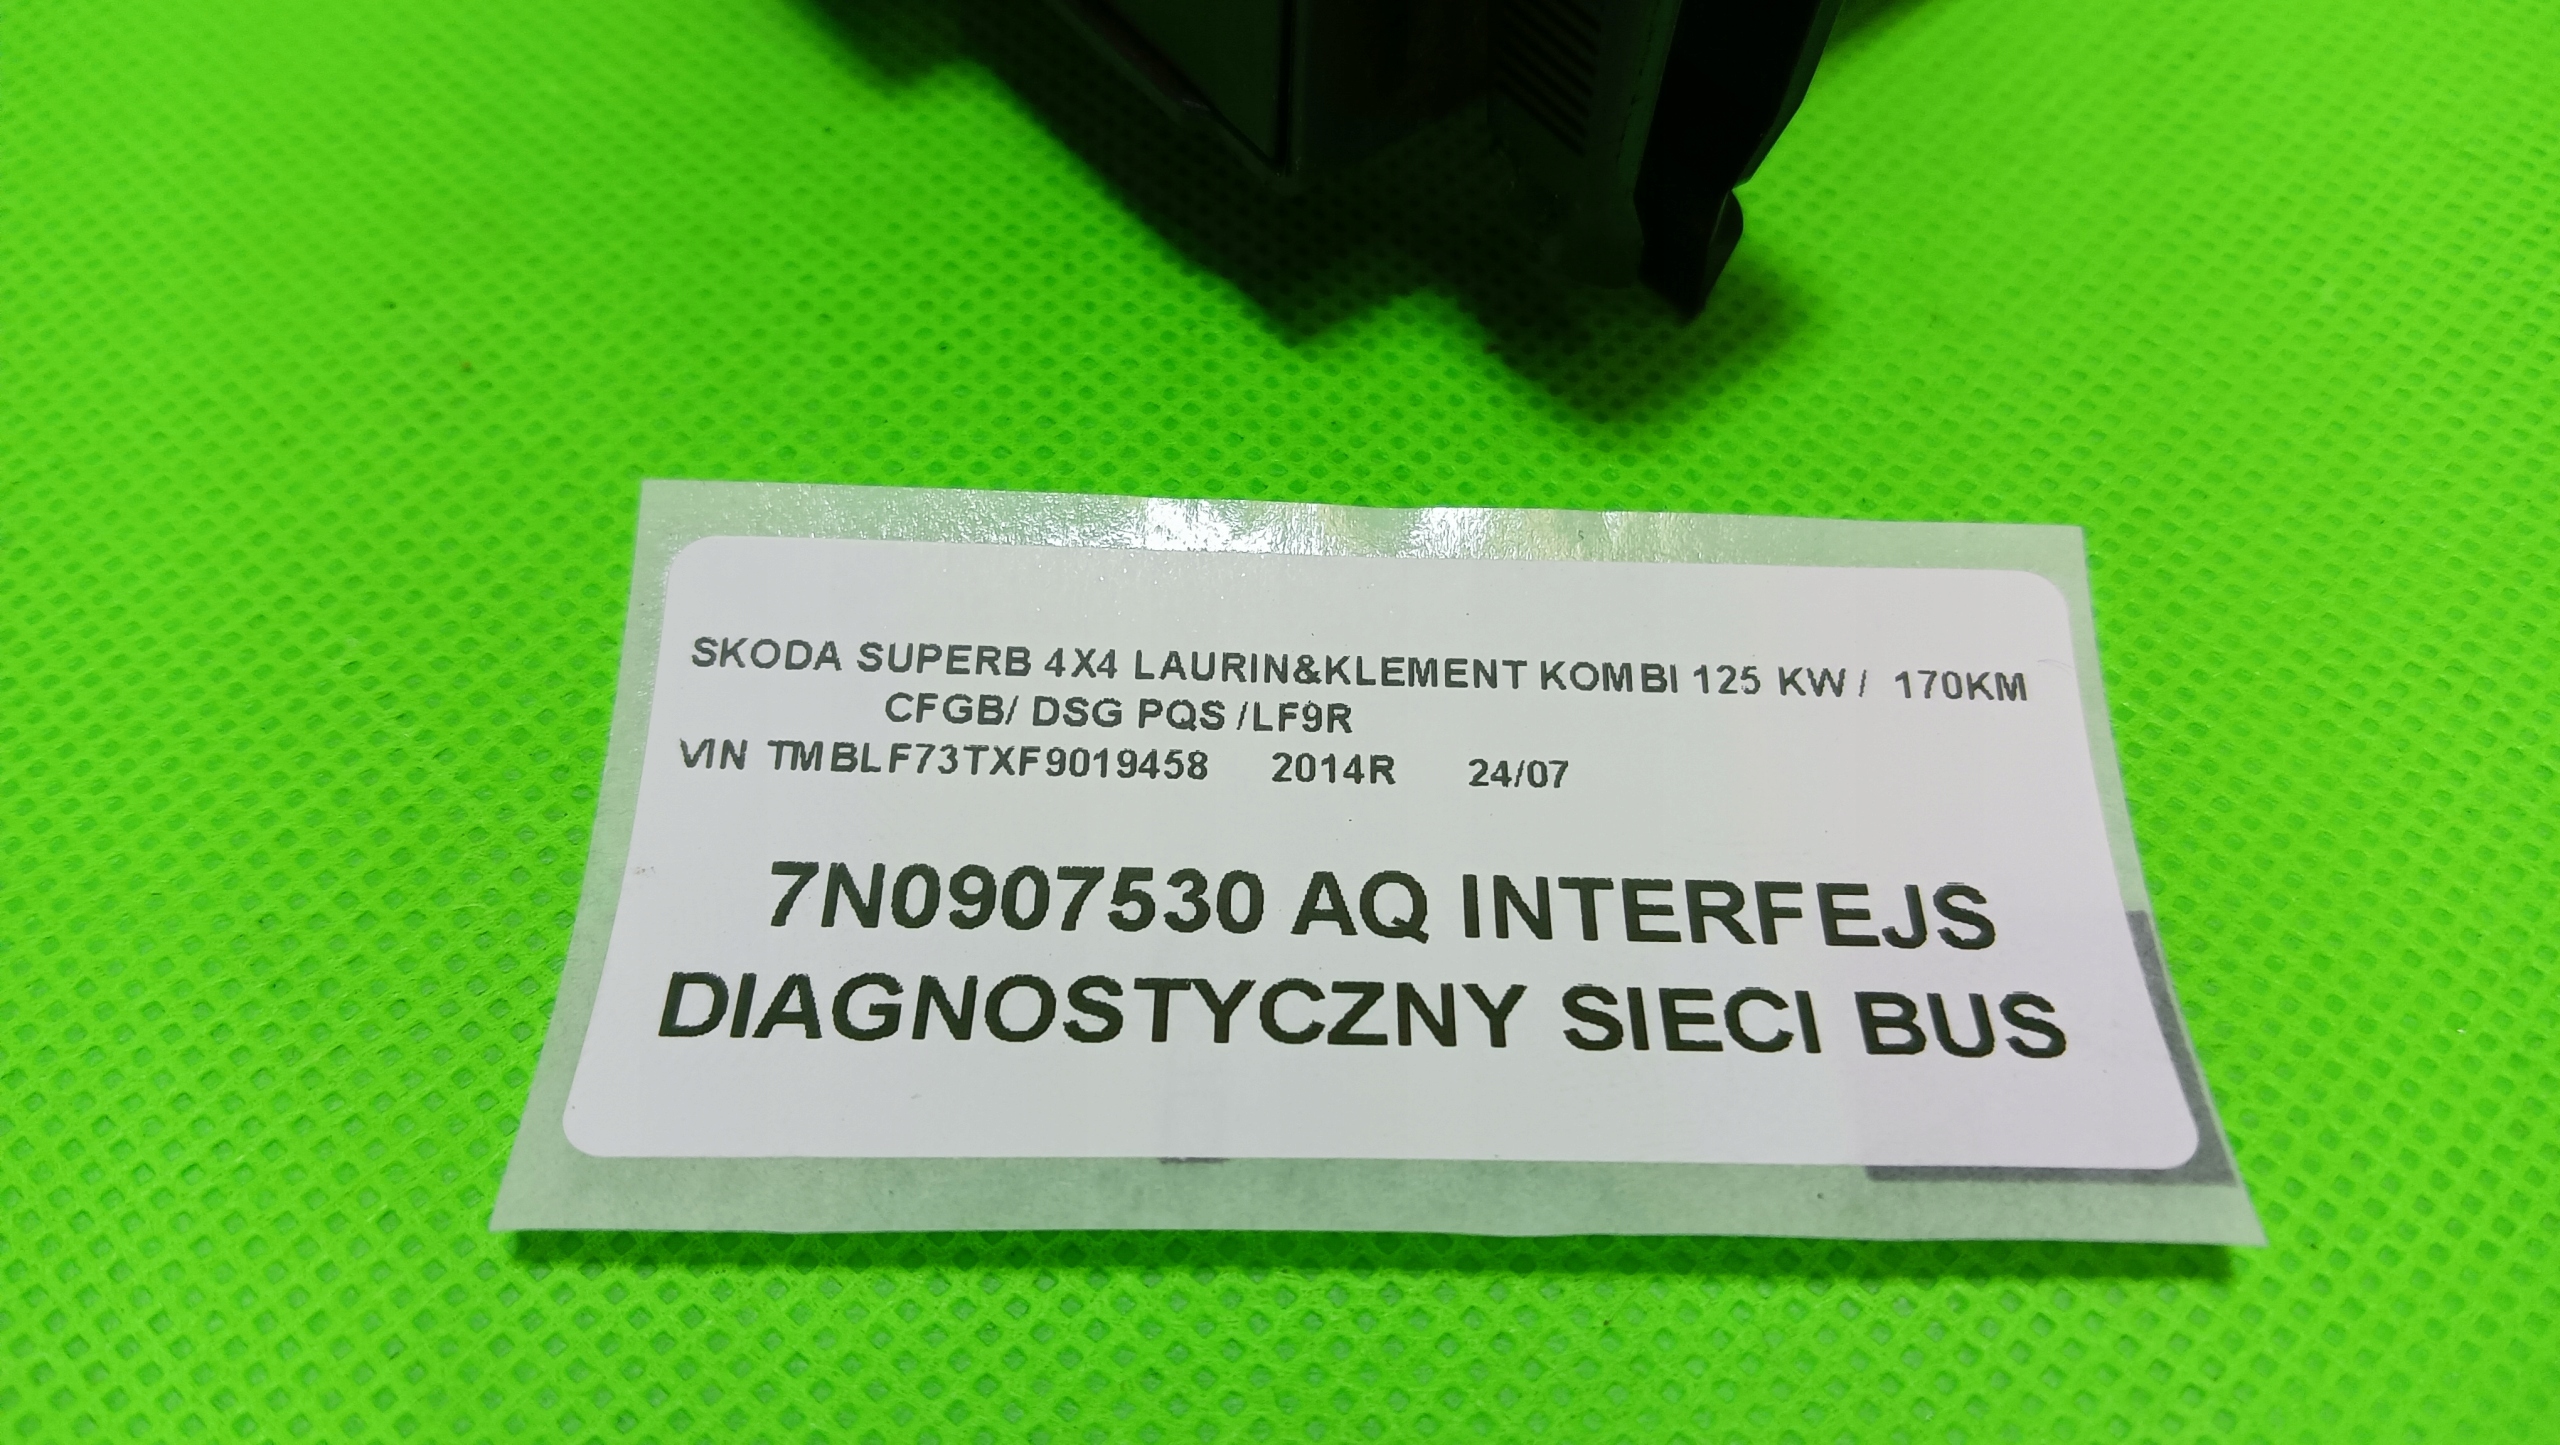 SKODA SUPERB 4X4 LAURIN&KLEMENT KOMBI 125 KW / 170KM
CFGB/ DSG PQS /LF9R
VIN TMBLF73TXF9019458 2014R 24/07
7N0907530 AQ INTERFEJS
DIAGNOSTYCZNY SIECI BUS